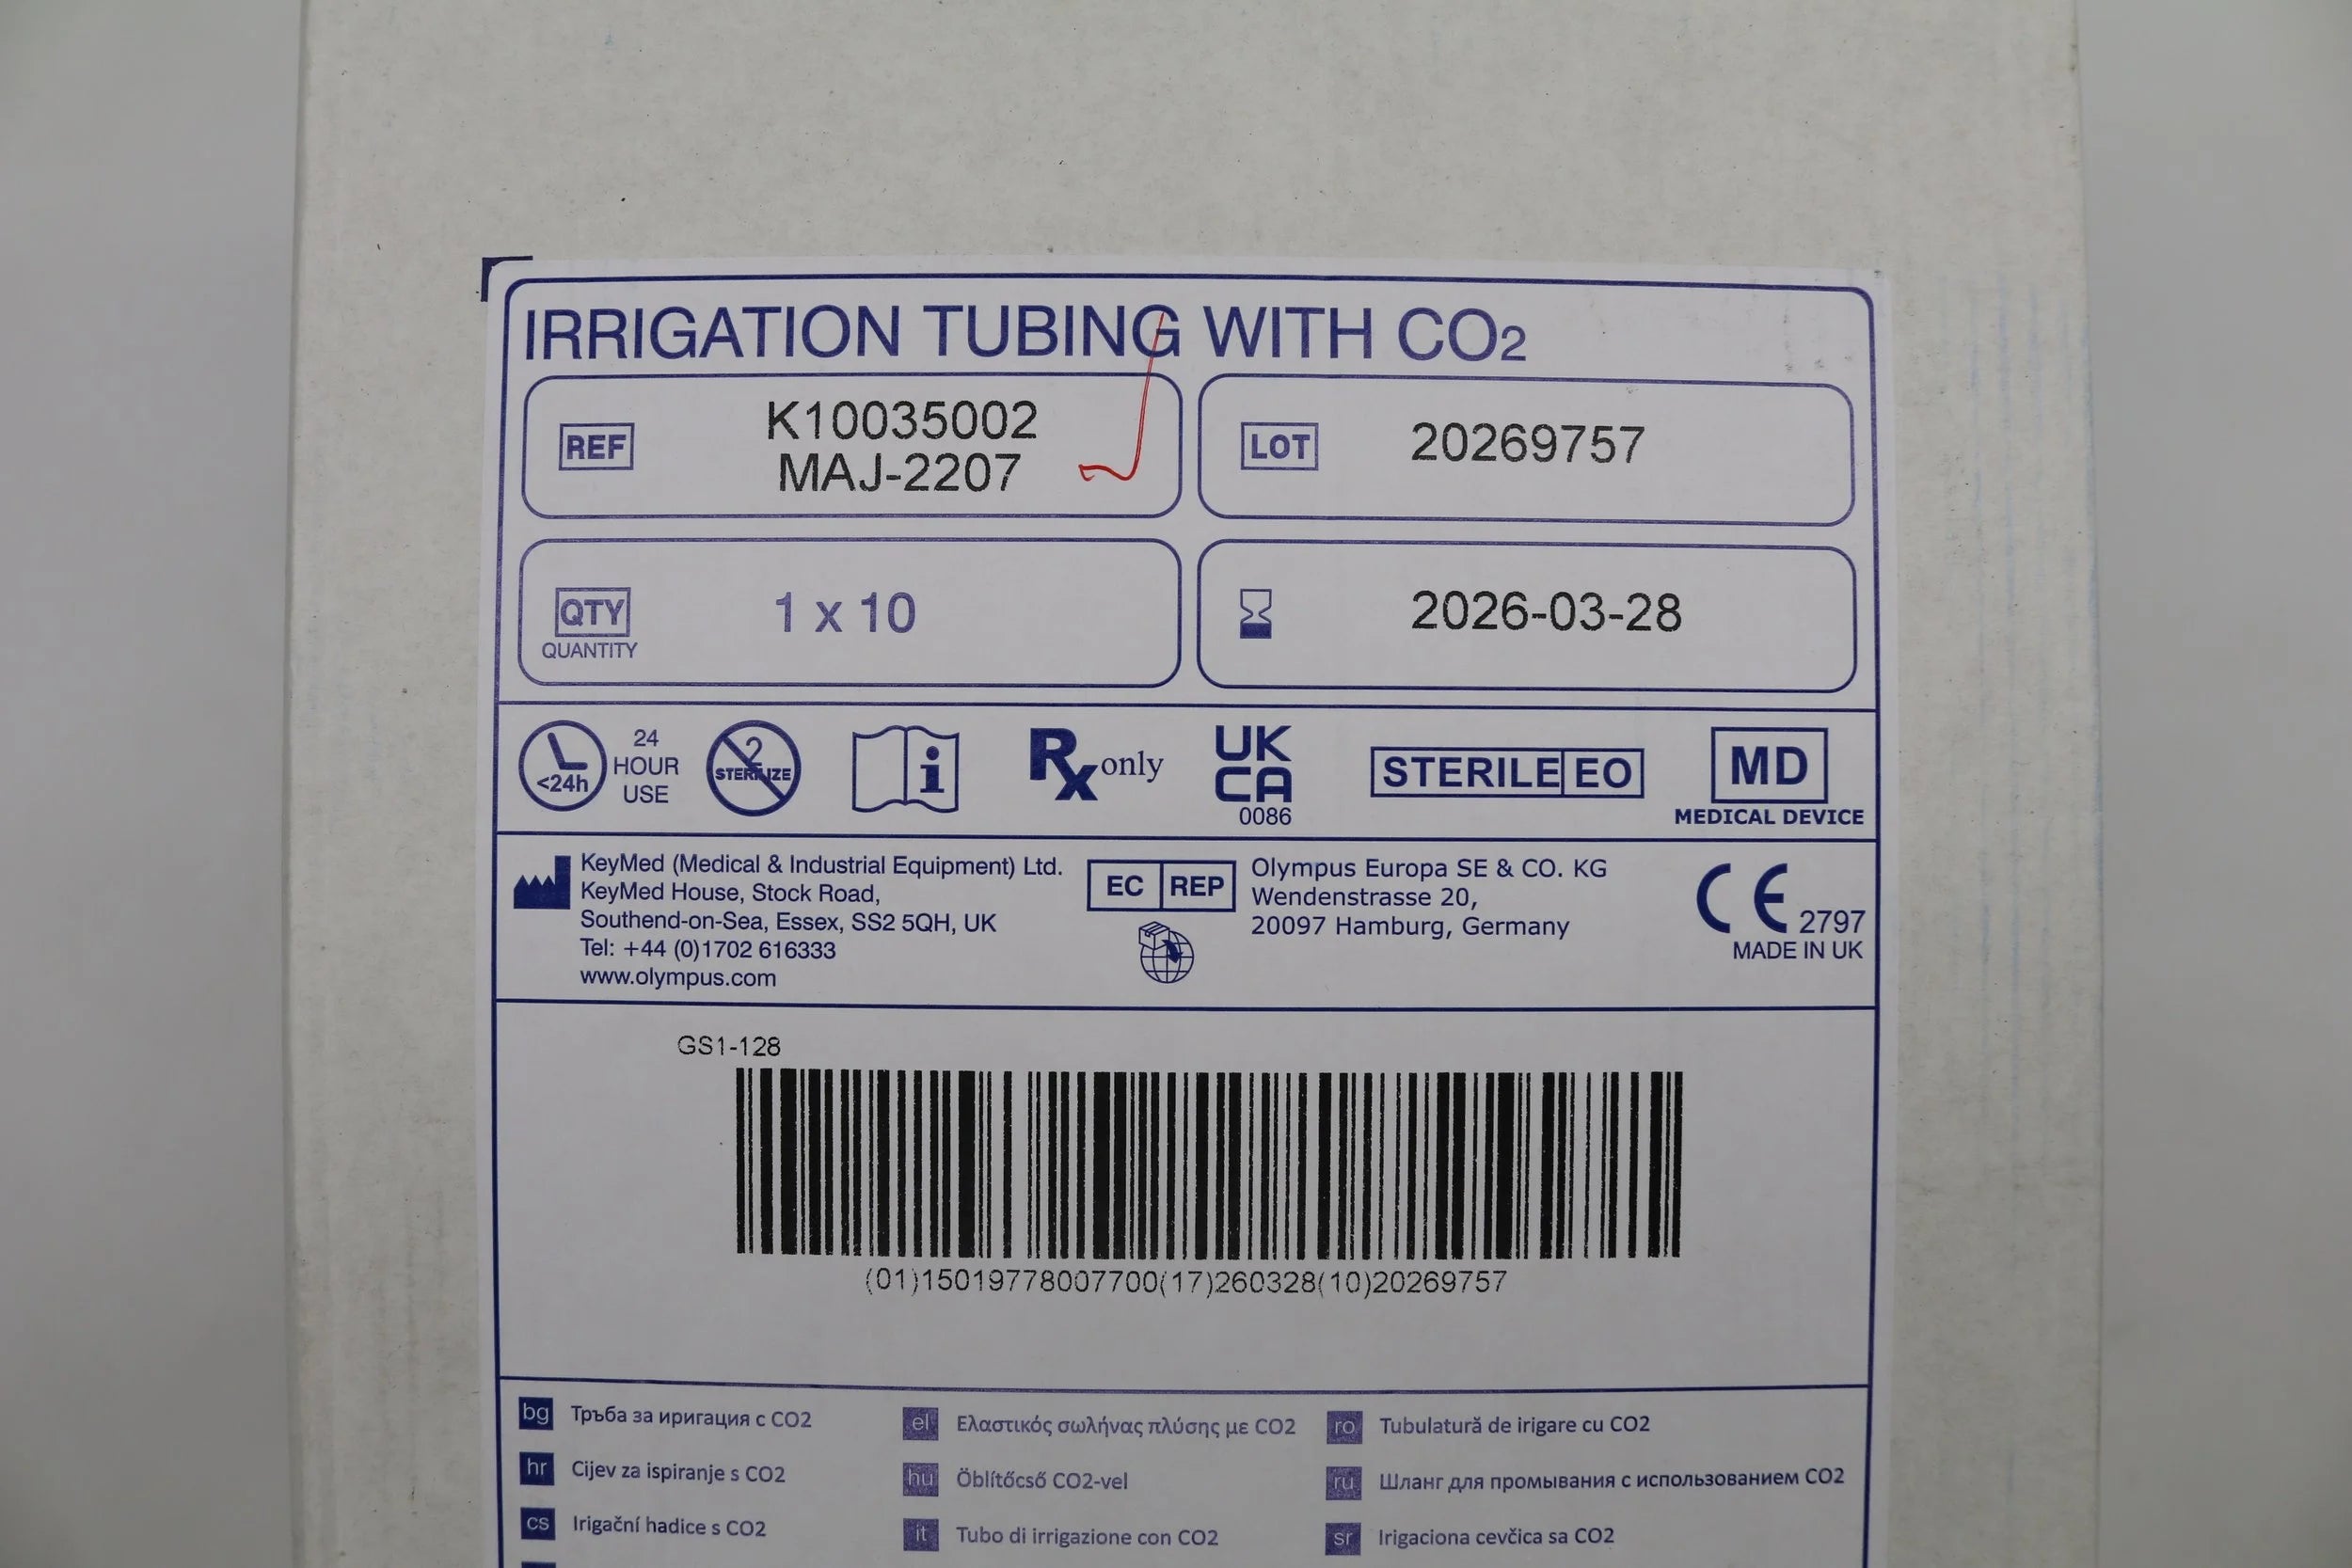 IRRIGATION TUBING WITH CO2
REF
K10035002
MAJ-2207
LOT
20269757
QTY
QUANTITY
1 x 10
2026-03-28
<24h
24
HOUR
USE
2
STERILIZE
i
Rx only
UK
CA
0086
STERILE EO
MD
MEDICAL DEVICE
KeyMed (Medical & Industrial Equipment) Ltd.
KeyMed House, Stock Road,
Southend-on-Sea, Essex, SS2 5QH, UK
Tel: +44 (0)1702 616333
www.olympus.com
EC REP
Olympus Europa SE & CO. KG
Wendenstrasse 20,
20097 Hamburg, Germany
CE 2797
MADE IN UK
GS1-128
(01)15019778007700(17)260328(10)20269757
bg Тръба за иригация с CO2
hr Cijev za ispiranje s CO2
cs Irigační hadice s CO2
el Ελαστικός σωλήνας πλύσης με CO2
hu Öblítőcső CO2-vel
it Tubo di irrigazione con CO2
ro Tubulatură de irigare cu CO2
ru Шланг для промывания с использованием CO2
sr Irigaciona cevčica sa CO2